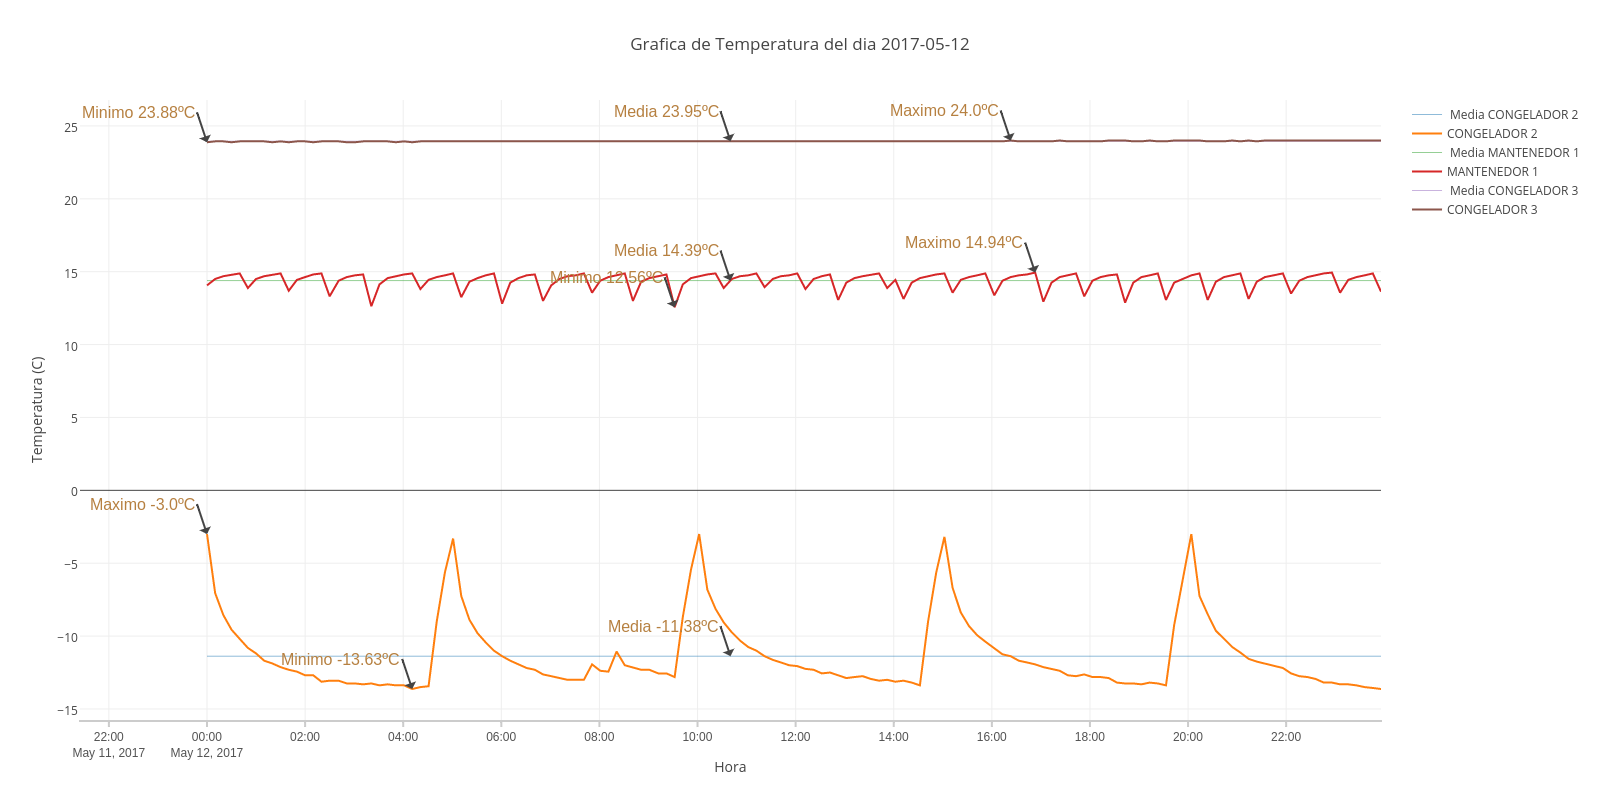 Grafica de Temperatura del dia 2017-05-12
Minimo 23.88ºC
Media 23.95ºC
Maximo 24.0ºC
Media CONGELADOR 2
CONGELADOR 2
Media MANTENEDOR 1
MANTENEDOR 1
Media CONGELADOR 3
CONGELADOR 3
25
20
Media 14.39ºC
Maximo 14.94ºC
Minimo 12.56ºC
15
10
5
0
Temperatura (C)
Maximo -3.0ºC
−5
Media -11.38ºC
−10
Minimo -13.63ºC
−15
22:00 00:00 02:00 04:00 06:00 08:00 10:00 12:00 14:00 16:00 18:00 20:00 22:00
May 11, 2017 May 12, 2017
Hora